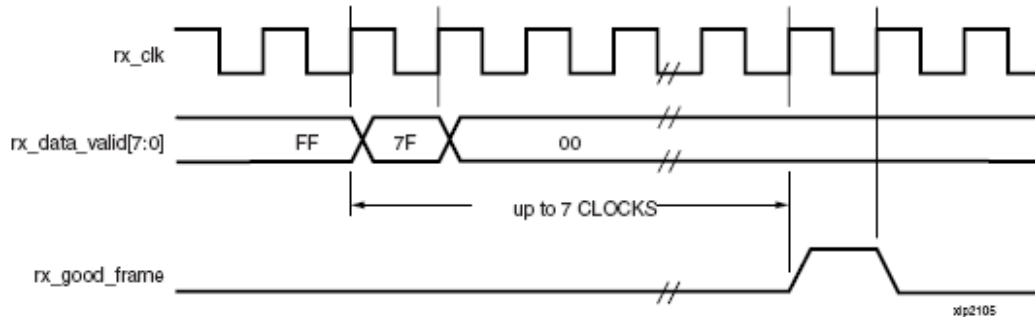 rx_clk
rx_data_valid[7:0] FF 7F 00
up to 7 CLOCKS
rx_good_frame
xip2105